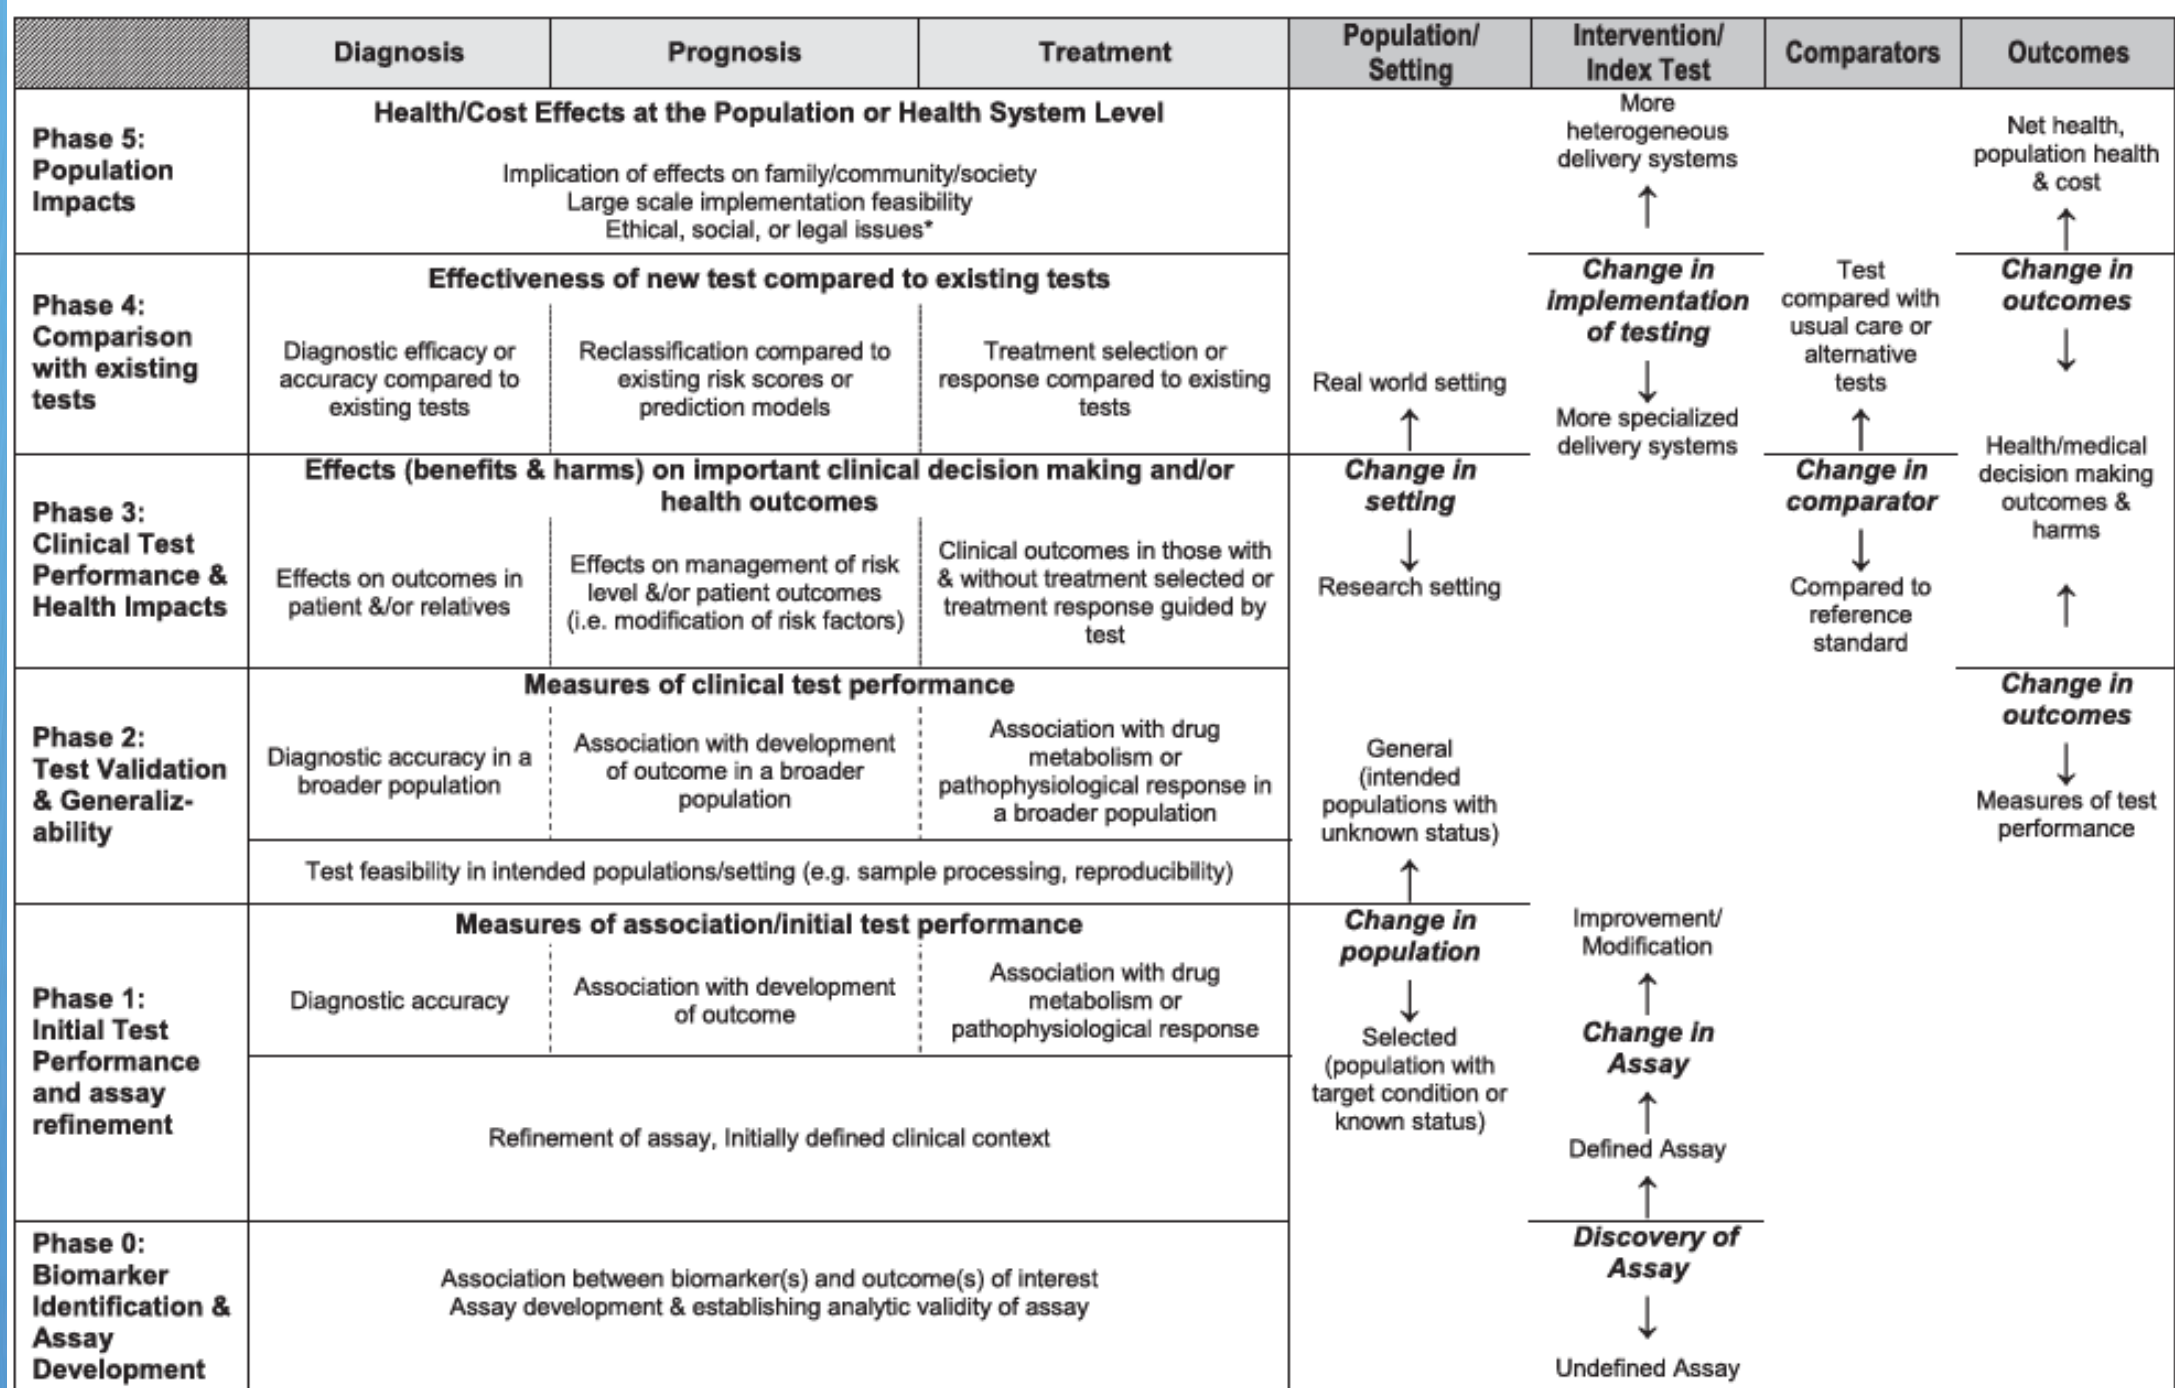 Diagnosis
Prognosis
Treatment
Population/
Setting
Intervention/
Index Test
Comparators
Outcomes
Phase 5:
Population
Impacts
Health/Cost Effects at the Population or Health System Level
Implication of effects on family/community/society
Large scale implementation feasibility
Ethical, social, or legal issues*
More
heterogeneous
delivery systems
↑
Net health,
population health
& cost
↑
Phase 4:
Comparison
with existing
tests
Effectiveness of new test compared to existing tests
Diagnostic efficacy or
accuracy compared to
existing tests
Reclassification compared to
existing risk scores or
prediction models
Treatment selection or
response compared to existing
tests
Real world setting
↑
Change in
implementation
of testing
↓
More specialized
delivery systems
Test
compared with
usual care or
alternative
tests
↑
Change in
outcomes
↓
Health/medical
decision making
outcomes &
harms
↑
Phase 3:
Clinical Test
Performance &
Health Impacts
Effects (benefits & harms) on important clinical decision making and/or
health outcomes
Effects on outcomes in
patient &/or relatives
Effects on management of risk
level &/or patient outcomes
(i.e. modification of risk factors)
Clinical outcomes in those with
& without treatment selected or
treatment response guided by
test
Change in
setting
↓
Research setting
Change in
comparator
↓
Compared to
reference
standard
Phase 2:
Test Validation
& Generaliz-
ability
Measures of clinical test performance
Diagnostic accuracy in a
broader population
Association with development
of outcome in a broader
population
Association with drug
metabolism or
pathophysiological response in
a broader population
Test feasibility in intended populations/setting (e.g. sample processing, reproducibility)
General
(intended
populations with
unknown status)
↑
Change in
outcomes
↓
Measures of test
performance
Phase 1:
Initial Test
Performance
and assay
refinement
Measures of association/initial test performance
Diagnostic accuracy
Association with development
of outcome
Association with drug
metabolism or
pathophysiological response
Refinement of assay, Initially defined clinical context
Change in
population
↓
Selected
(population with
target condition or
known status)
Improvement/
Modification
↑
Change in
Assay
↑
Defined Assay
↑
Phase 0:
Biomarker
Identification &
Assay
Development
Association between biomarker(s) and outcome(s) of interest
Assay development & establishing analytic validity of assay
Discovery of
Assay
↓
Undefined Assay